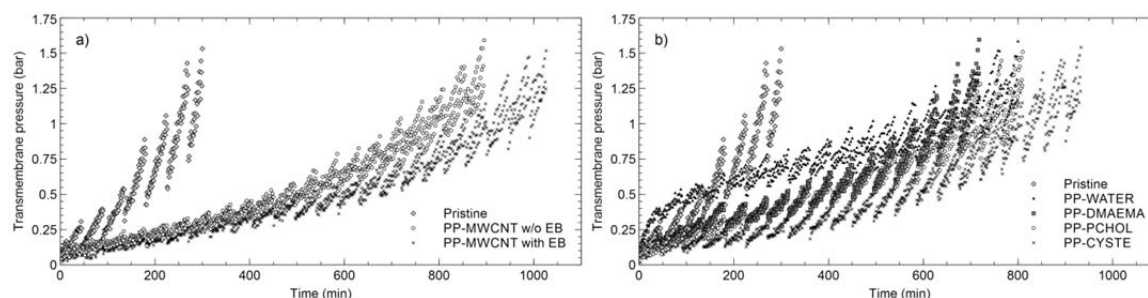 a)
Transmembrane pressure (bar)
1.75
1.5
1.25
1
0.75
0.5
0.25
0
Pristine
PP-MWCNT w/o EB
PP-MWCNT with EB
0 200 400 600 800 1000
Time (min)
b)
Transmembrane pressure (bar)
1.75
1.5
1.25
1
0.75
0.5
0.25
0
Pristine
PP-WATER
PP-DMAEMA
PP-PCHOL
PP-CYSTE
0 200 400 600 800 1000
Time (min)